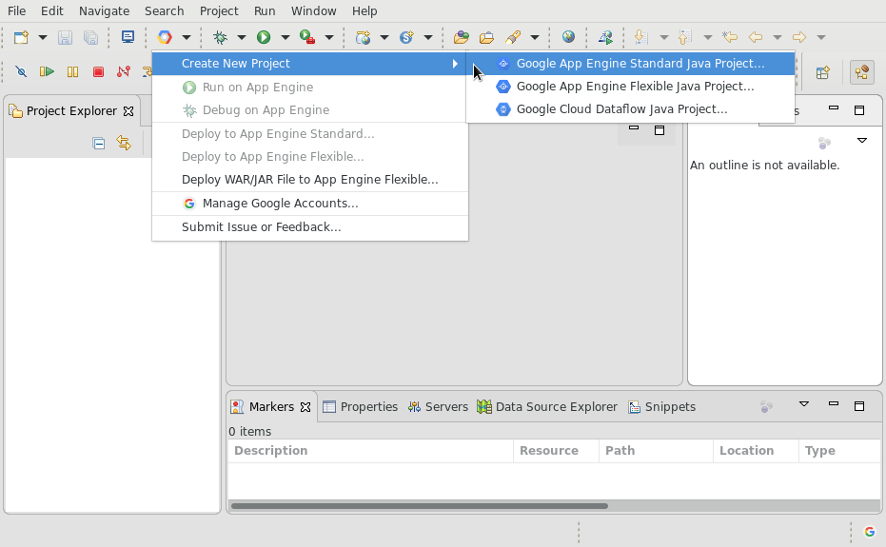 File Edit Navigate Search Project Run Window Help
Create New Project
Google App Engine Standard Java Project...
Run on App Engine
Google App Engine Flexible Java Project...
Debug on App Engine
Google Cloud Dataflow Java Project...
Project Explorer
s
Deploy to App Engine Standard...
Deploy to App Engine Flexible...
An outline is not available.
Deploy WAR/JAR File to App Engine Flexible...
Manage Google Accounts...
Submit Issue or Feedback...
Markers Properties Servers Data Source Explorer Snippets
0 items
Description Resource Path Location Type